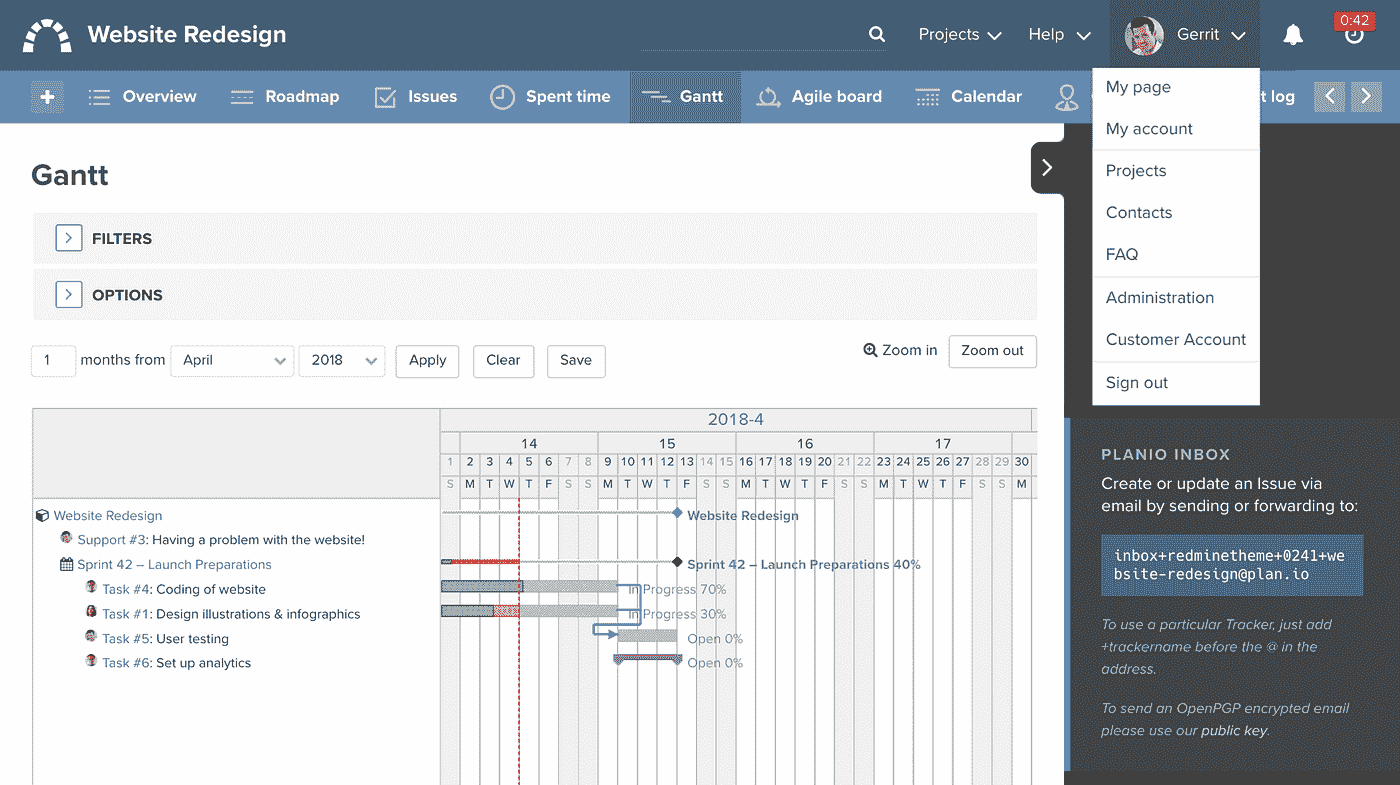 Website Redesign
Projects
Help
Gerrit
0:42
Overview
Roadmap
Issues
Spent time
Gantt
Agile board
Calendar
t log
My page
My account
Projects
Contacts
FAQ
Administration
Customer Account
Sign out
Gantt
FILTERS
OPTIONS
1 months from April 2018 Apply Clear Save
Zoom in Zoom out
2018-4
14 15 16 17
1 2 3 4 5 6 7 8 9 10 11 12 13 14 15 16 17 18 19 20 21 22 23 24 25 26 27 28 29 30
S M T W T F S S M T W T F S S M T W T F S S M T W T F S S M
Website Redesign
Website Redesign
Support #3: Having a problem with the website!
Sprint 42 – Launch Preparations
Sprint 42 – Launch Preparations 40%
Task #4: Coding of website
In Progress 70%
Task #1: Design illustrations & infographics
In Progress 30%
Task #5: User testing
Open 0%
Task #6: Set up analytics
Open 0%
PLANIO INBOX
Create or update an Issue via
email by sending or forwarding to:
inbox+redminetheme+0241+we
bsite-redesign@plan.io
To use a particular Tracker, just add
+trackername before the @ in the
address.
To send an OpenPGP encrypted email
please use our public key.